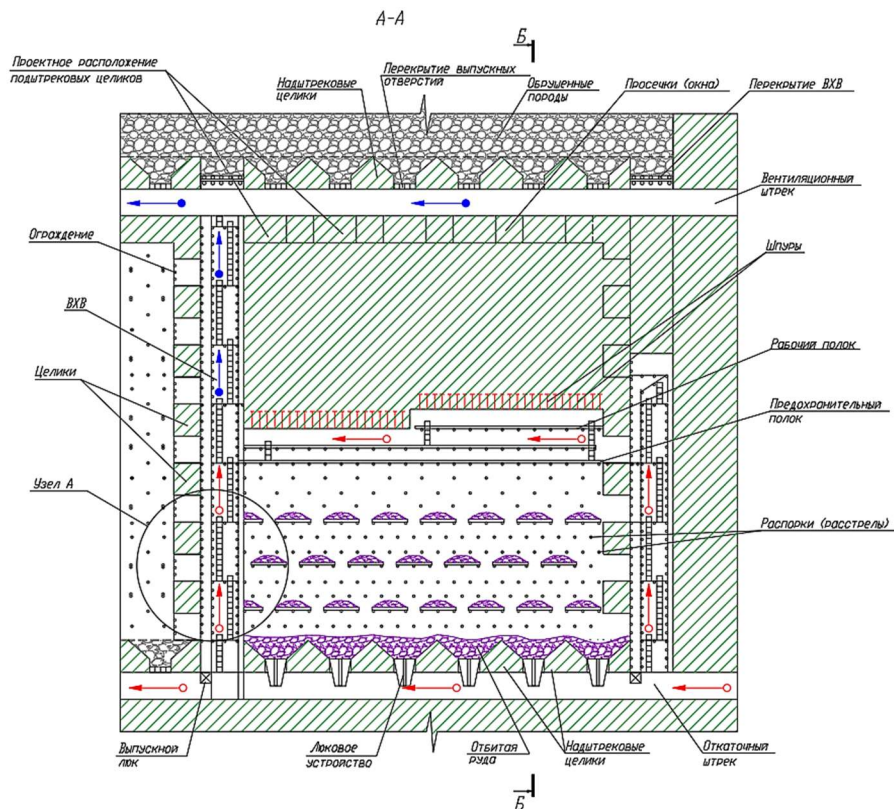 А-А
Б
Проектное расположение
подштрековых целиков
Надштрековые
целики
Перекрытие выпускных
отверстий
Обрушенные
породы
Просечки (окна)
Перекрытие ВХВ
Вентиляционный
штрек
Ограждение
Шпуры
ВХВ
Рабочий полок
Целики
Предохранительный
полок
Узел А
Распорки (расстрелы)
Выпускной
люк
Люковое
устройство
Отбитая
руда
Надштрековые
целики
Откаточный
штрек
Б